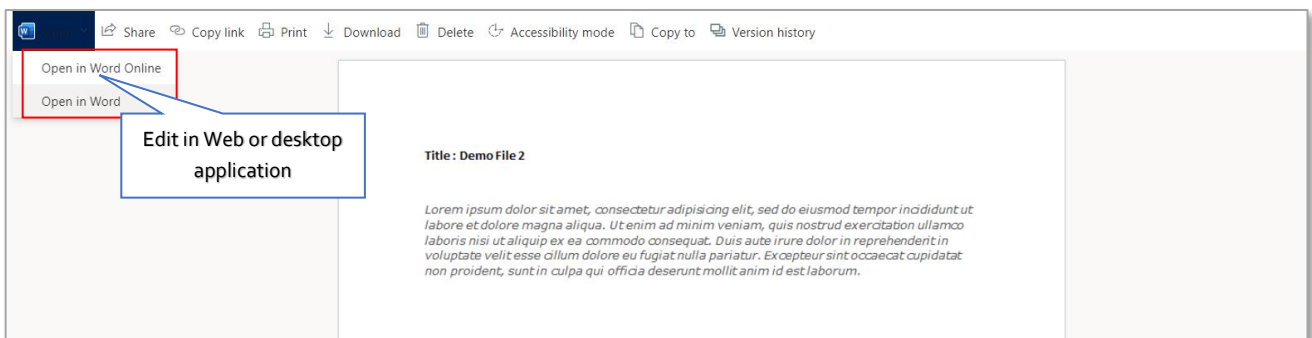 Share Copy link Print Download Delete Accessibility mode Copy to Version history
Open in Word Online
Open in Word
Edit in Web or desktop
application
Title : Demo File 2
Lorem ipsum dolor sit amet, consectetur adipisicing elit, sed do eiusmod tempor incididunt ut
labore et dolore magna aliqua. Ut enim ad minim veniam, quis nostrud exercitation ullamco
laboris nisi ut aliquip ex ea commodo consequat. Duis aute irure dolor in reprehenderit in
voluptate velit esse cillum dolore eu fugiat nulla pariatur. Excepteur sint occaecat cupidatat
non proident, sunt in culpa qui officia deserunt mollit anim id est laborum.